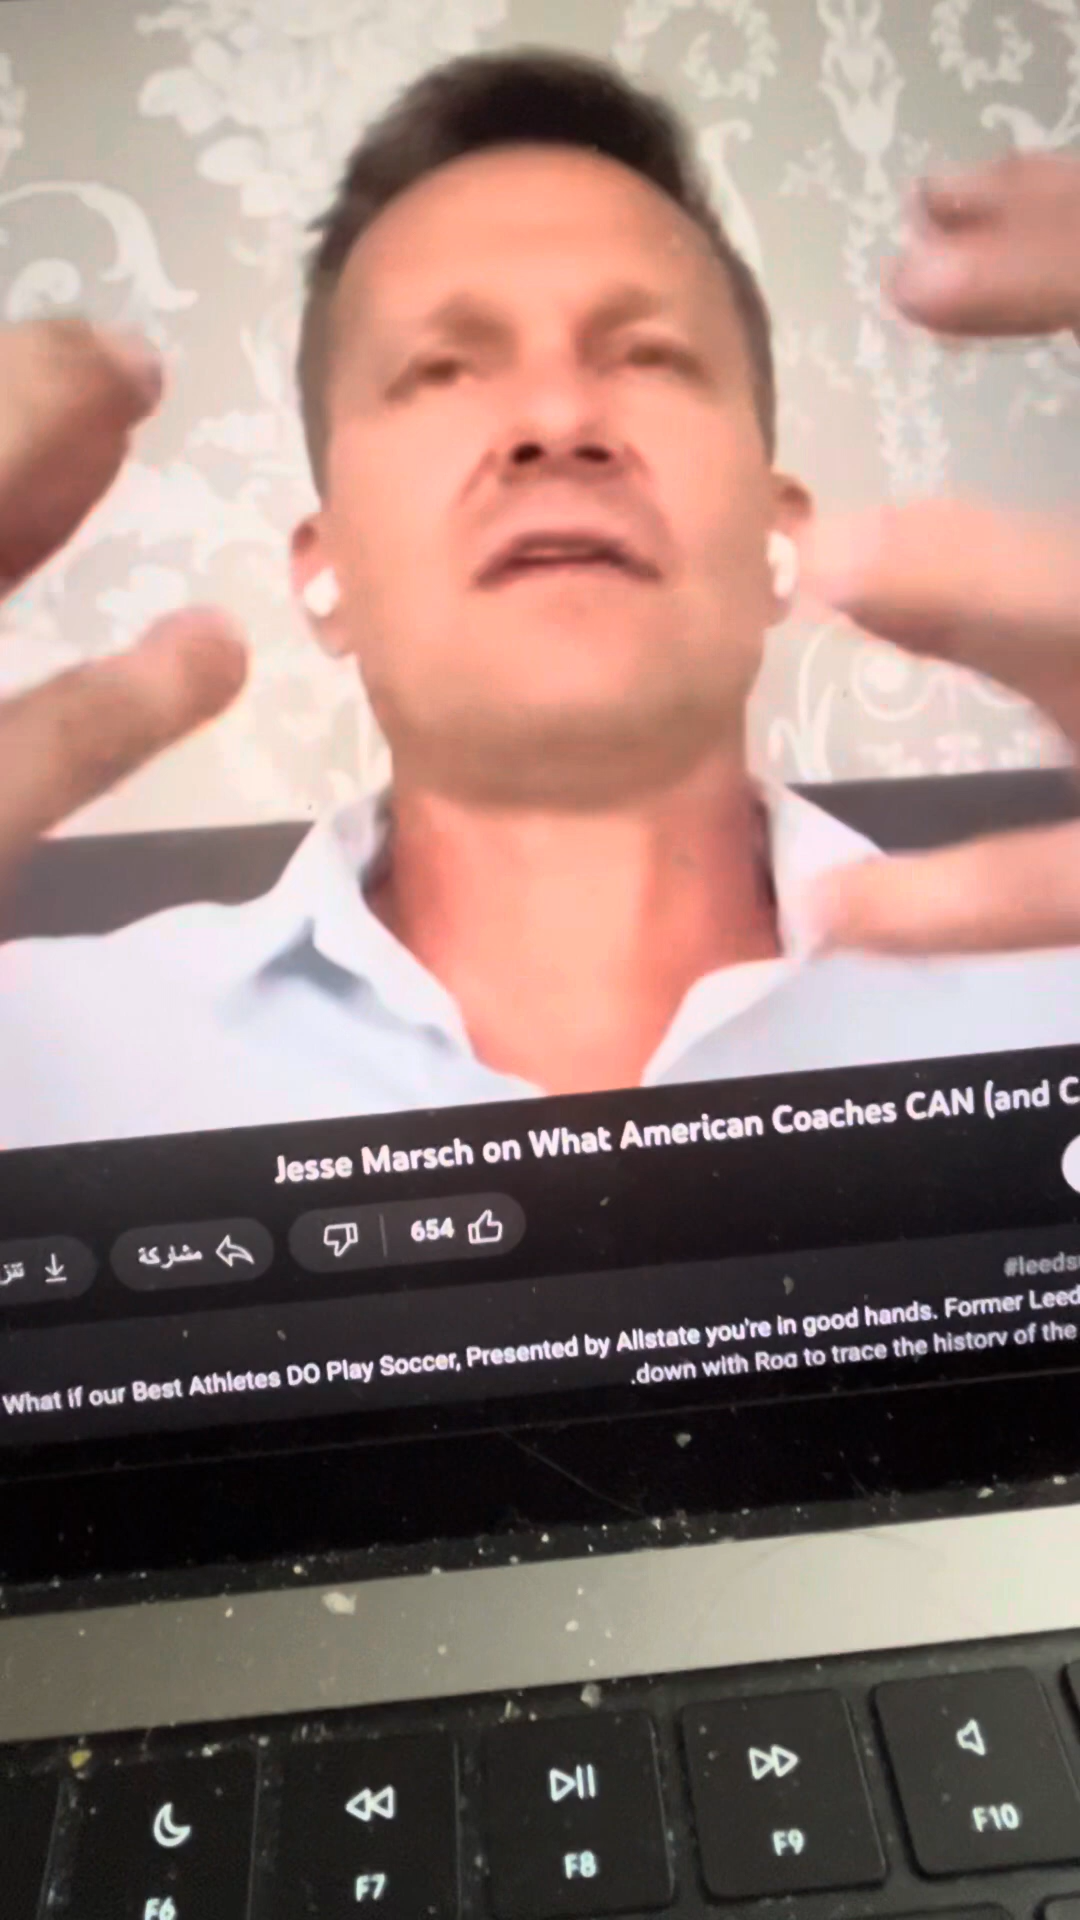 Jesse Marsch on What American Coaches CAN (and C
654
مشاركة
#leeds
What if our Best Athletes DO Play Soccer, Presented by Allstate you're in good hands. Former Leed
.down with Rog to trace the history of the
F6
F7
F8
F9
F10